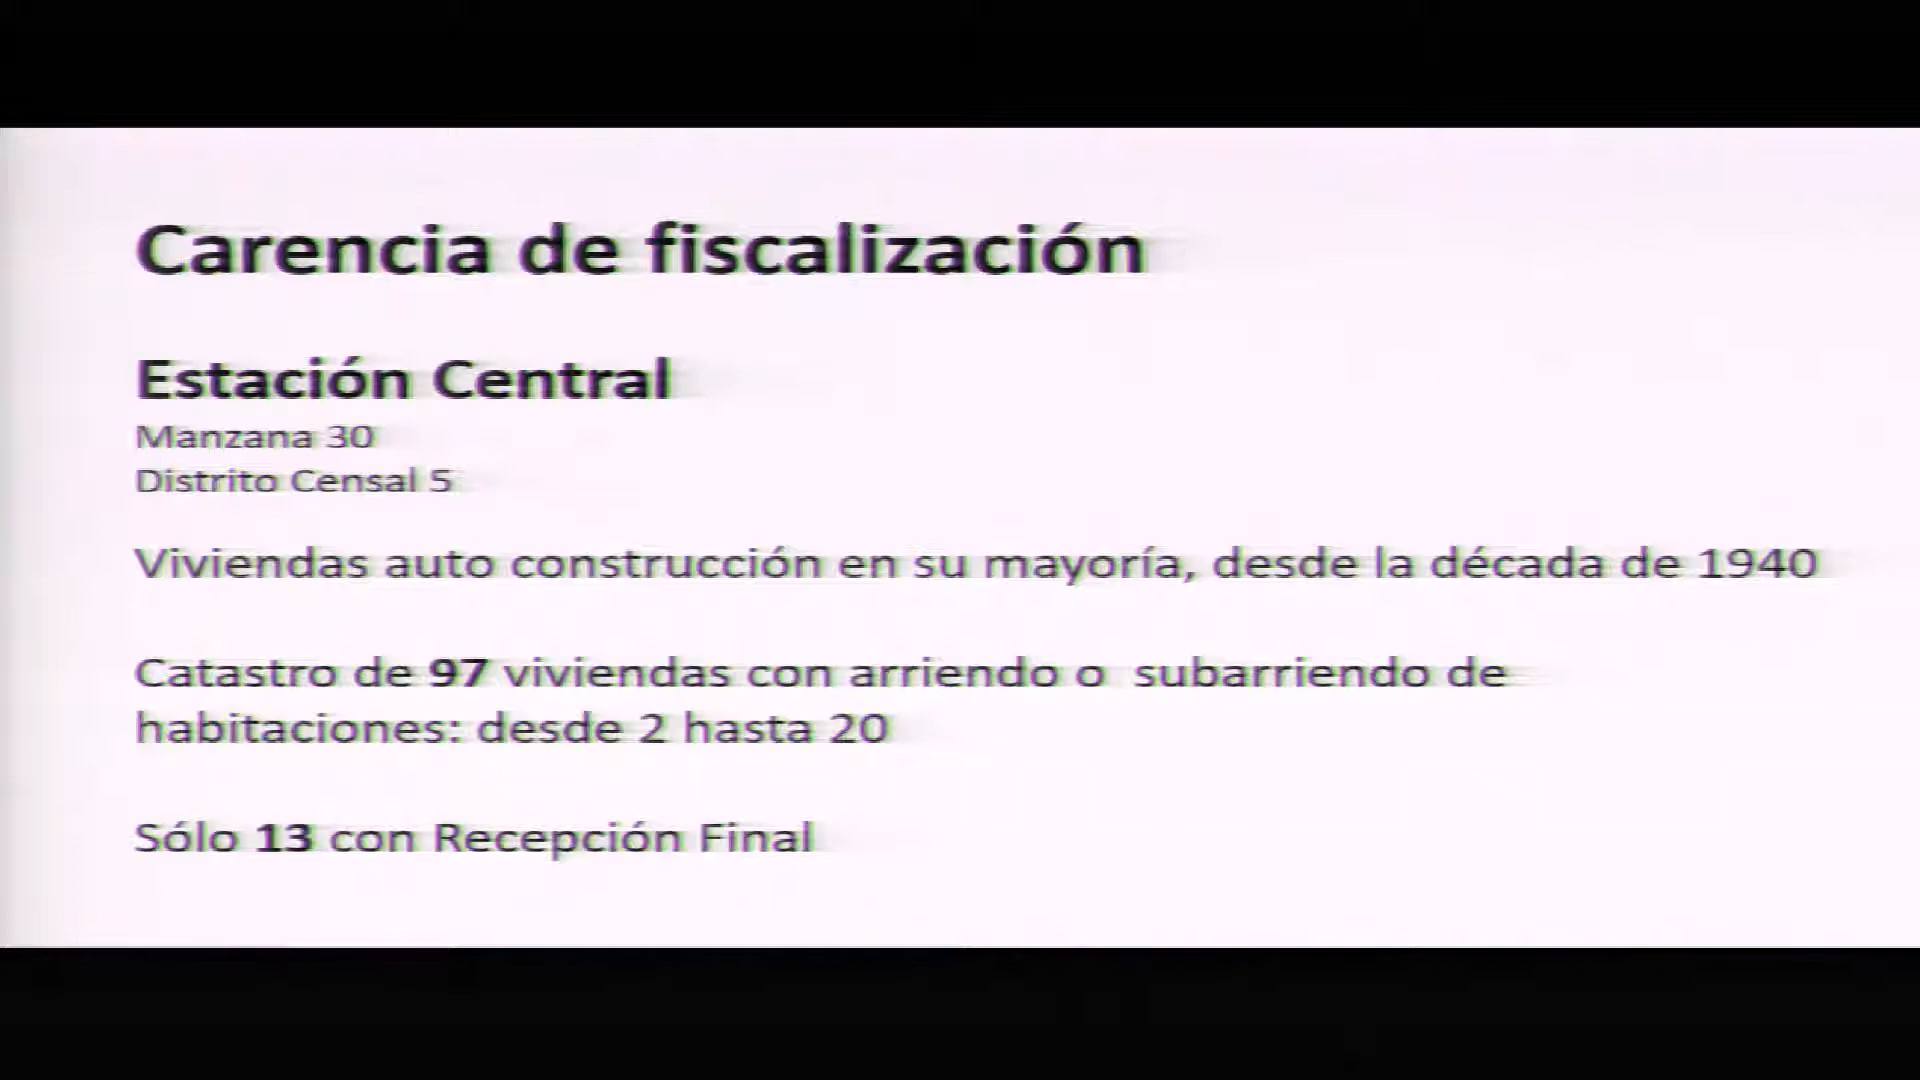 Carencia de fiscalización
Estación Central
Manzana 30
Distrito Censal 5
Viviendas auto construcción en su mayoría, desde la década de 1940
Catastro de 97 viviendas con arriendo o subarriendo de
habitaciones: desde 2 hasta 20
Sólo 13 con Recepción Final